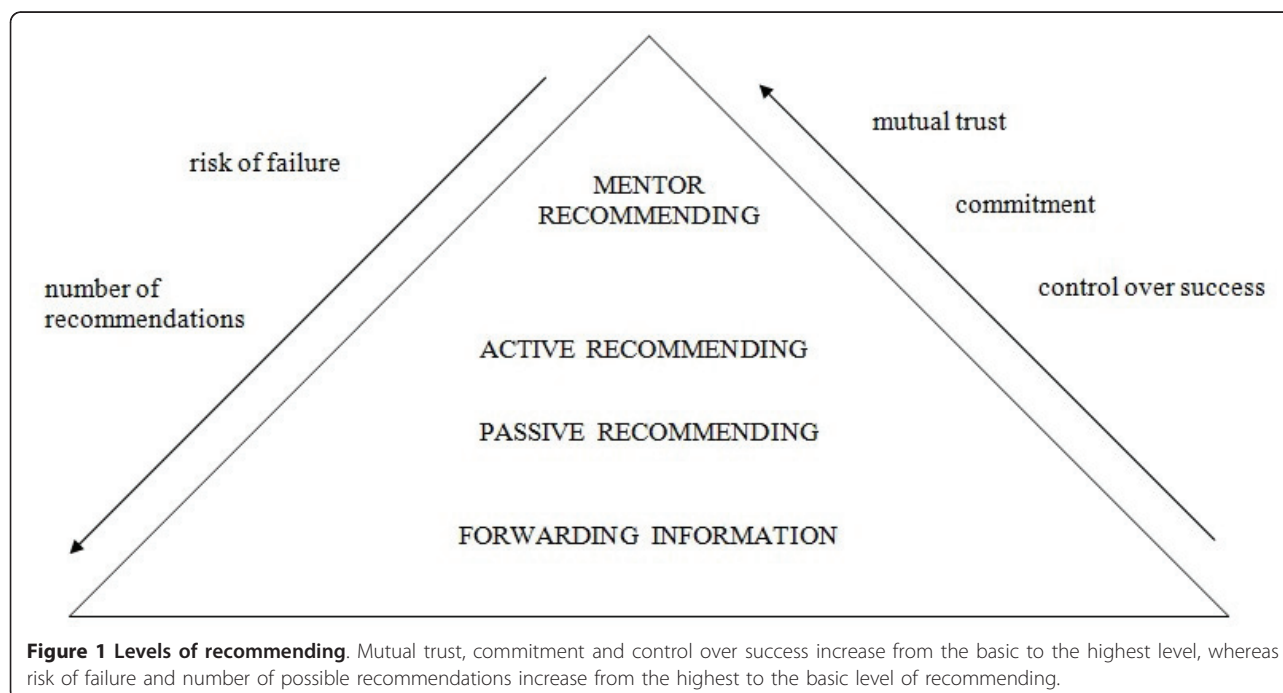 mutual trust
risk of failure
MENTOR
RECOMMENDING
commitment
number of
recommendations
control over success
ACTIVE RECOMMENDING
PASSIVE RECOMMENDING
FORWARDING INFORMATION
Figure 1 Levels of recommending. Mutual trust, commitment and control over success increase from the basic to the highest level, whereas
risk of failure and number of possible recommendations increase from the highest to the basic level of recommending.